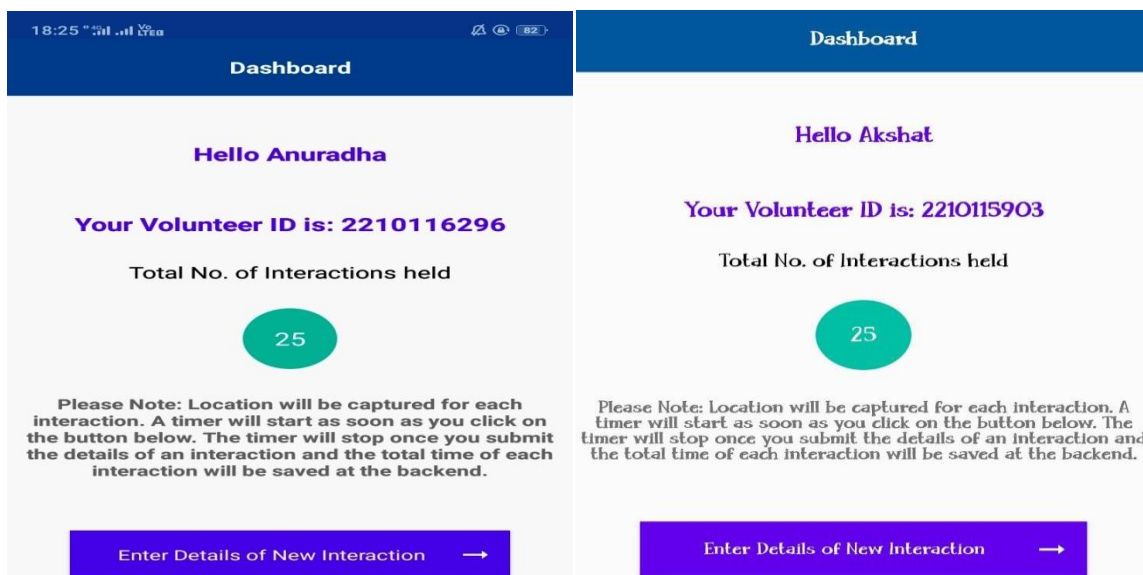 18:25
82
Dashboard
Hello Anuradha
Your Volunteer ID is: 2210116296
Total No. of Interactions held
25
Please Note: Location will be captured for each
interaction. A timer will start as soon as you click on
the button below. The timer will stop once you submit
the details of an interaction and the total time of each
interaction will be saved at the backend.
Enter Details of New Interaction
Dashboard
Hello Akshat
Your Volunteer ID is: 2210115903
Total No. of Interactions held
25
Please Note: Location will be captured for each interaction. A
timer will start as soon as you click on the button below. The
timer will stop once you submit the details of an interaction and
the total time of each interaction will be saved at the backend.
Enter Details of New Interaction